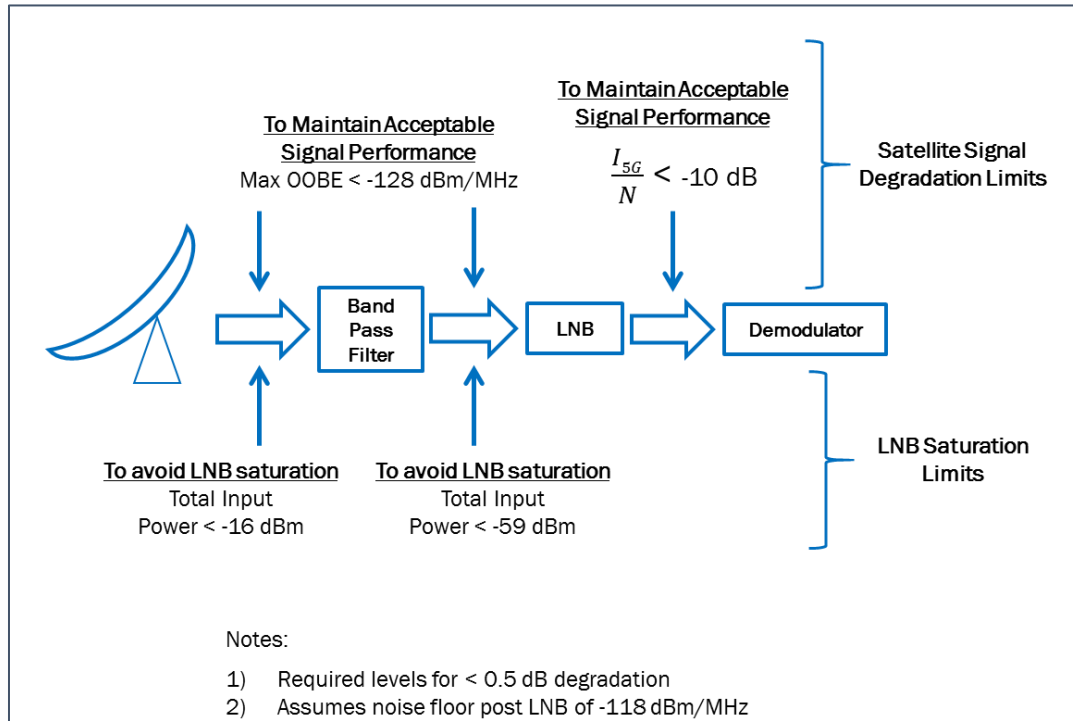 To Maintain Acceptable
Signal Performance
Max OOBE < -128 dBm/MHz
To Maintain Acceptable
Signal Performance
I_5G/N < -10 dB
Satellite Signal
Degradation Limits
Band
Pass
Filter
LNB
Demodulator
To avoid LNB saturation
Total Input
Power < -16 dBm
To avoid LNB saturation
Total Input
Power < -59 dBm
LNB Saturation
Limits
Notes:
1) Required levels for < 0.5 dB degradation
2) Assumes noise floor post LNB of -118 dBm/MHz